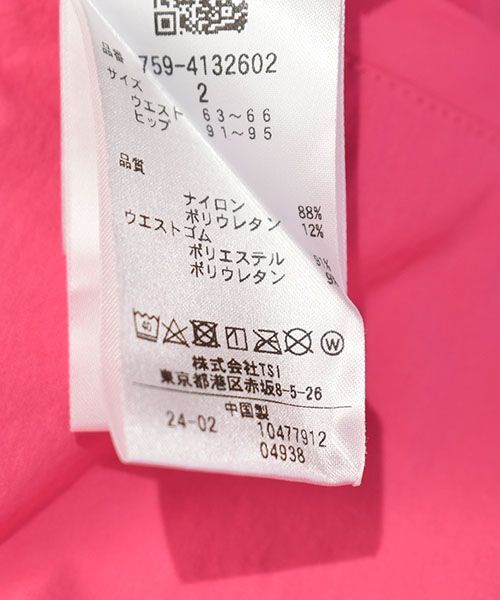 品番 759-4132602
サイズ 2
ウエスト 63~66
ヒップ 91~95
品質
ナイロン 88%
ポリウレタン 12%
ウエストゴム
ポリエステル
ポリウレタン
40 W
株式会社TSI
東京都港区赤坂8-5-26
中国製
24-02 10477912
04938